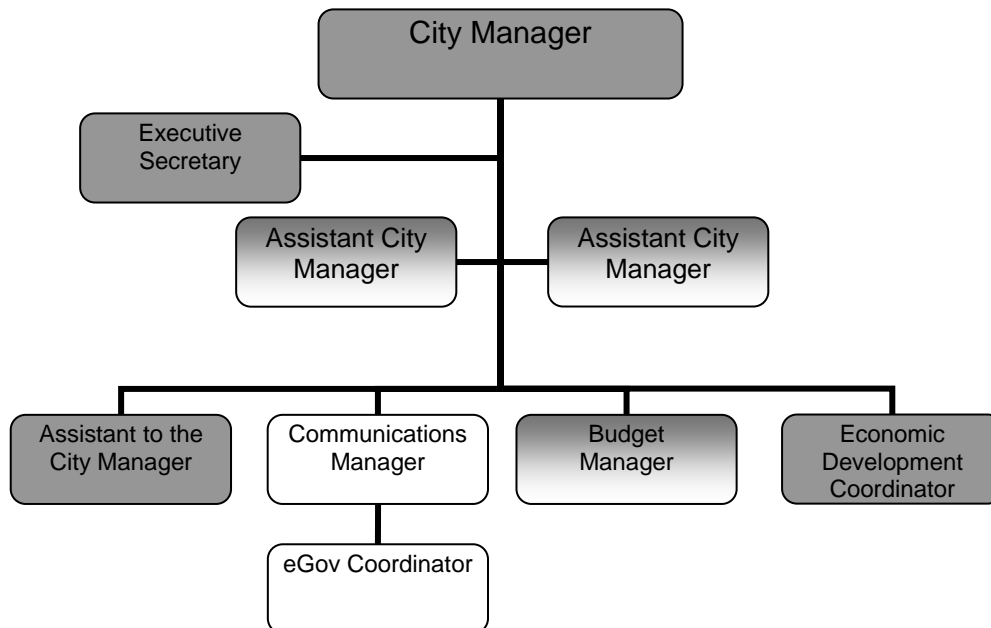 City Manager
Executive
Secretary
Assistant City
Manager
Assistant City
Manager
Assistant to the
City Manager
Communications
Manager
Budget
Manager
Economic
Development
Coordinator
eGov Coordinator